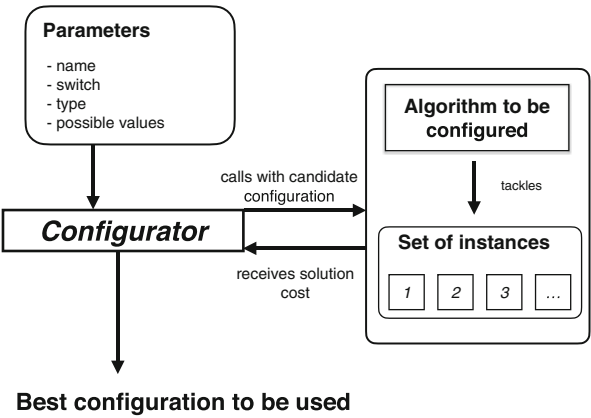 Parameters
- name
- switch
- type
- possible values
Algorithm to be
configured
calls with candidate
configuration
tackles
Configurator
Set of instances
receives solution
cost
1
2
3
...
Best configuration to be used